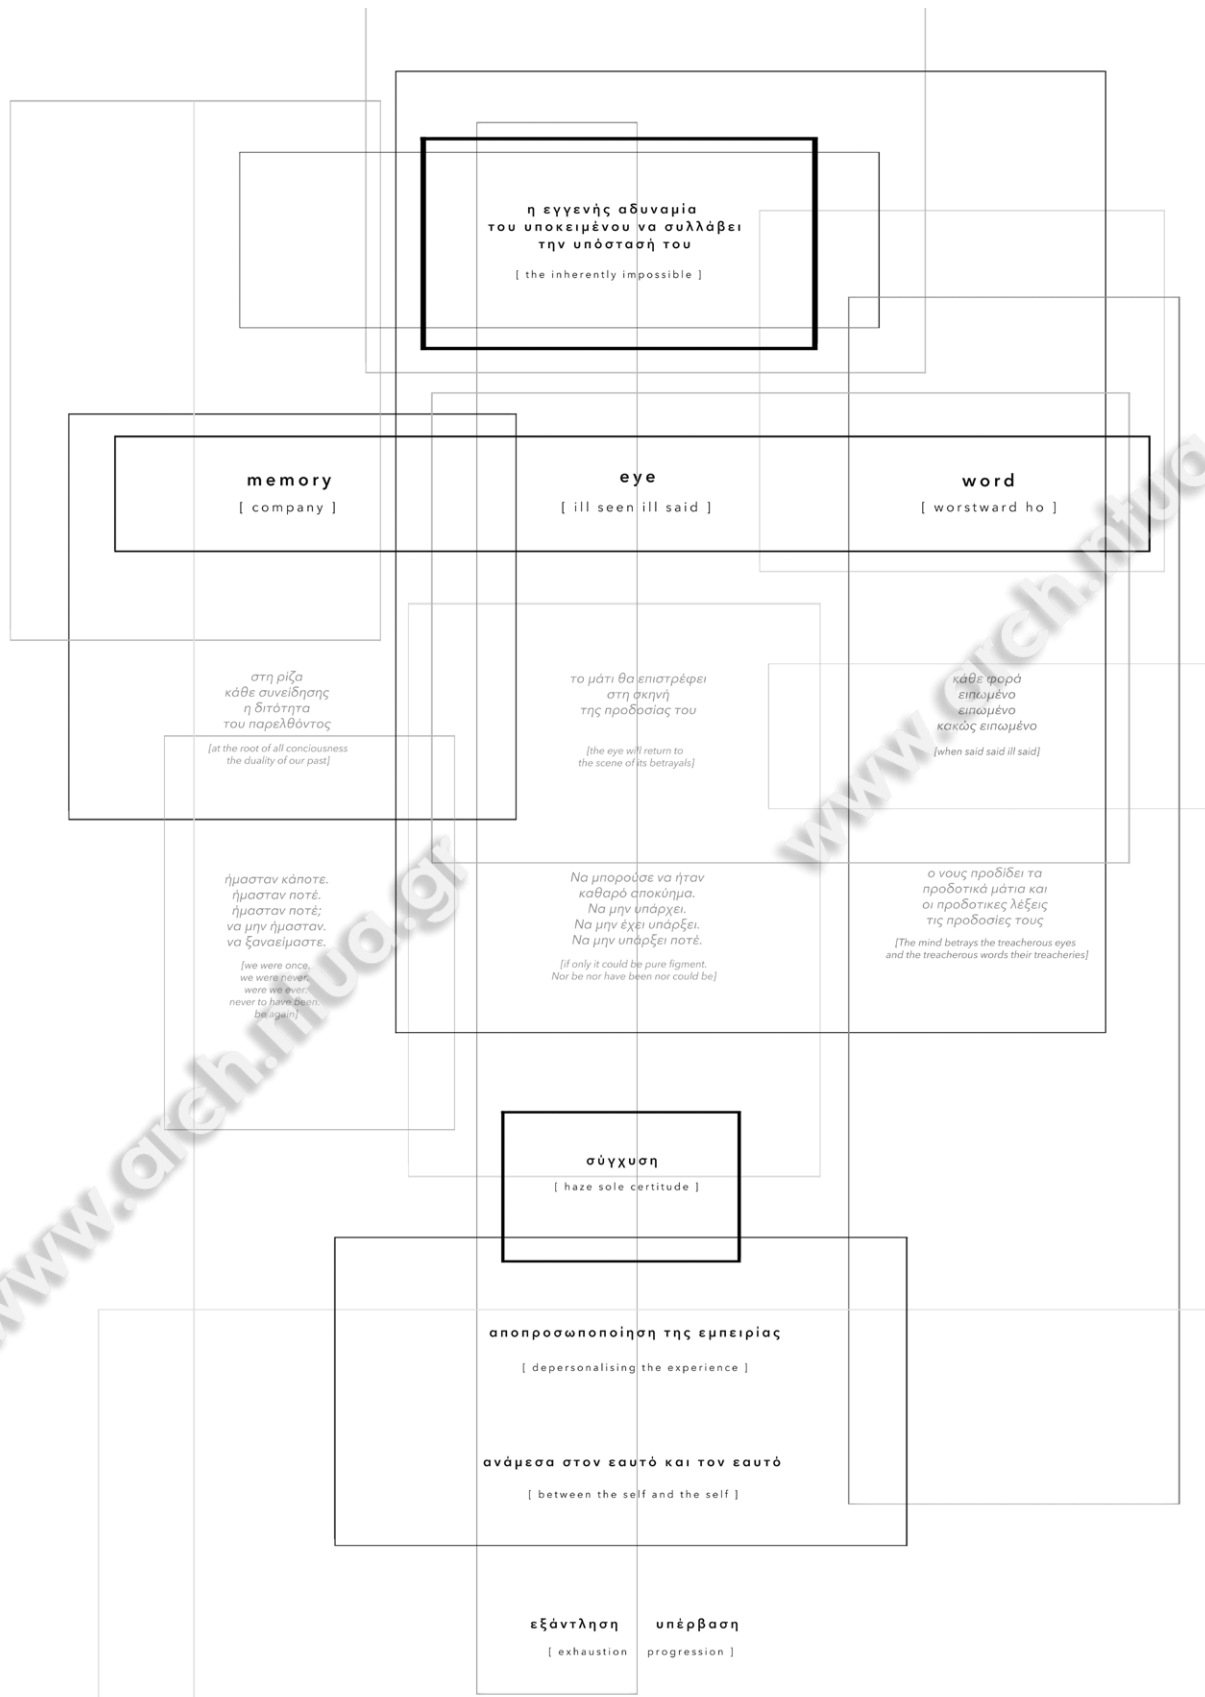 η εγγενής αδυναμία
του υποκειμένου να συλλάβει
την υπόστασή του
[ the inherently impossible ]
memory
[ company ]
eye
[ ill seen ill said ]
word
[ worstward ho ]
στη ρίζα
κάθε συνείδησης
η διτότητα
του παρελθόντος
[at the root of all conciousness
the duality of our past]
το μάτι θα επιστρέφει
στη σκηνή
της προδοσίας του
[the eye will return to
the scene of its betrayals]
κάθε φορά
ειπωμένο
ειπωμένο
κακώς ειπωμένο
[when said said ill said]
ήμασταν κάποτε.
ήμασταν ποτέ.
ήμασταν ποτέ;
να μην ήμασταν.
να ξαναείμαστε.
[we were once.
we were never.
were we ever.
never to have been.
be again]
Να μπορούσε να ήταν
καθαρό αποκύημα.
Να μην υπάρχει.
Να μην έχει υπάρξει.
Να μην υπάρξει ποτέ.
[if only it could be pure figment.
Nor be nor have been nor could be]
ο νους προδίδει τα
προδοτικά μάτια και
οι προδοτικες λέξεις
τις προδοσίες τους
[The mind betrays the treacherous eyes
and the treacherous words their treacheries]
σύγχυση
[ haze sole certitude ]
αποπροσωποποίηση της εμπειρίας
[ depersonalising the experience ]
ανάμεσα στον εαυτό και τον εαυτό
[ between the self and the self ]
εξάντληση υπέρβαση
[ exhaustion progression ]
www.arch.ntua.gr
www.arch.ntua